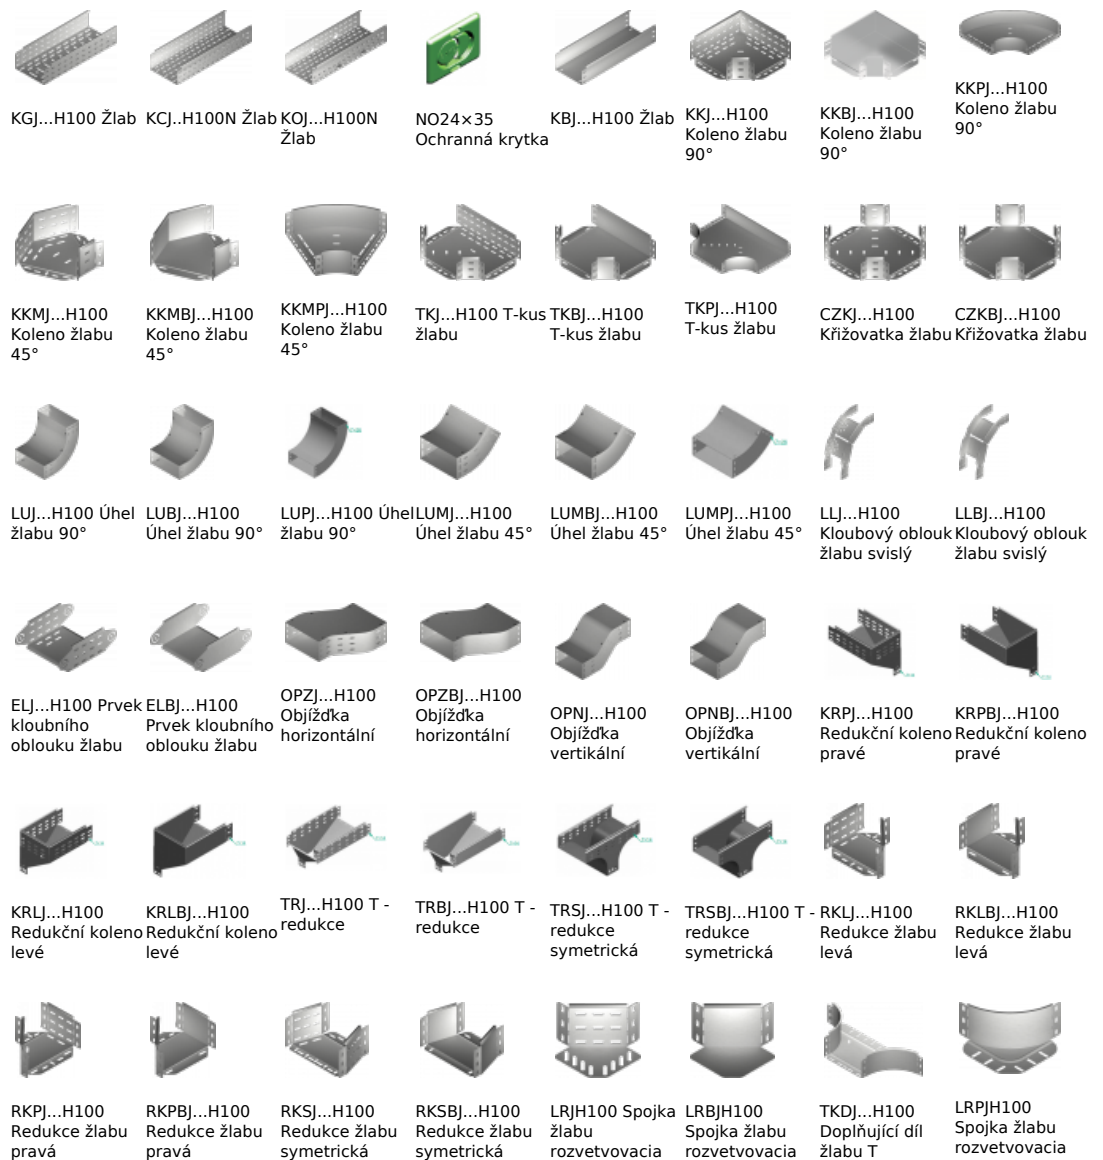 KGJ...H100 Žlab
KCJ..H100N Žlab
KOJ...H100N
Žlab
NO24×35
Ochranná krytka
KBJ...H100 Žlab
KKJ...H100
Koleno žlabu
90°
KKBJ...H100
Koleno žlabu
90°
KKPJ...H100
Koleno žlabu
90°
KKMJ...H100
Koleno žlabu
45°
KKMBJ...H100
Koleno žlabu
45°
KKMPJ...H100
Koleno žlabu
45°
TKJ...H100 T-kus
žlabu
TKBJ...H100
T-kus žlabu
TKPJ...H100
T-kus žlabu
CZKJ...H100
Křižovatka žlabu
CZKBJ...H100
Křižovatka žlabu
LUJ...H100 Úhel
žlabu 90°
LUBJ...H100
Úhel žlabu 90°
LUPJ...H100 Úhel
žlabu 90°
LUMJ...H100
Úhel žlabu 45°
LUMBJ...H100
Úhel žlabu 45°
LUMPJ...H100
Úhel žlabu 45°
LLJ...H100
Kloubový oblouk
žlabu svislý
LLBJ...H100
Kloubový oblouk
žlabu svislý
ELJ...H100 Prvek
kloubního
oblouku žlabu
ELBJ...H100
Prvek kloubního
oblouku žlabu
OPZJ...H100
Objížďka
horizontální
OPZBJ...H100
Objížďka
horizontální
OPNJ...H100
Objížďka
vertikální
OPNBJ...H100
Objížďka
vertikální
KRPJ...H100
Redukční koleno
pravé
KRPBJ...H100
Redukční koleno
pravé
KRLJ...H100
Redukční koleno
levé
KRLBJ...H100
Redukční koleno
levé
TRJ...H100 T -
redukce
TRBJ...H100 T -
redukce
TRSJ...H100 T -
redukce
symetrická
TRSBJ...H100 T -
redukce
symetrická
RKLJ...H100
Redukce žlabu
levá
RKLBJ...H100
Redukce žlabu
levá
RKPJ...H100
Redukce žlabu
pravá
RKPBJ...H100
Redukce žlabu
pravá
RKSJ...H100
Redukce žlabu
symetrická
RKSBJ...H100
Redukce žlabu
symetrická
LRJH100 Spojka
žlabu
rozvetvovacia
LRBJH100
Spojka žlabu
rozvetvovacia
TKDJ...H100
Doplňující díl
žlabu T
LRPJH100
Spojka žlabu
rozvetvovacia